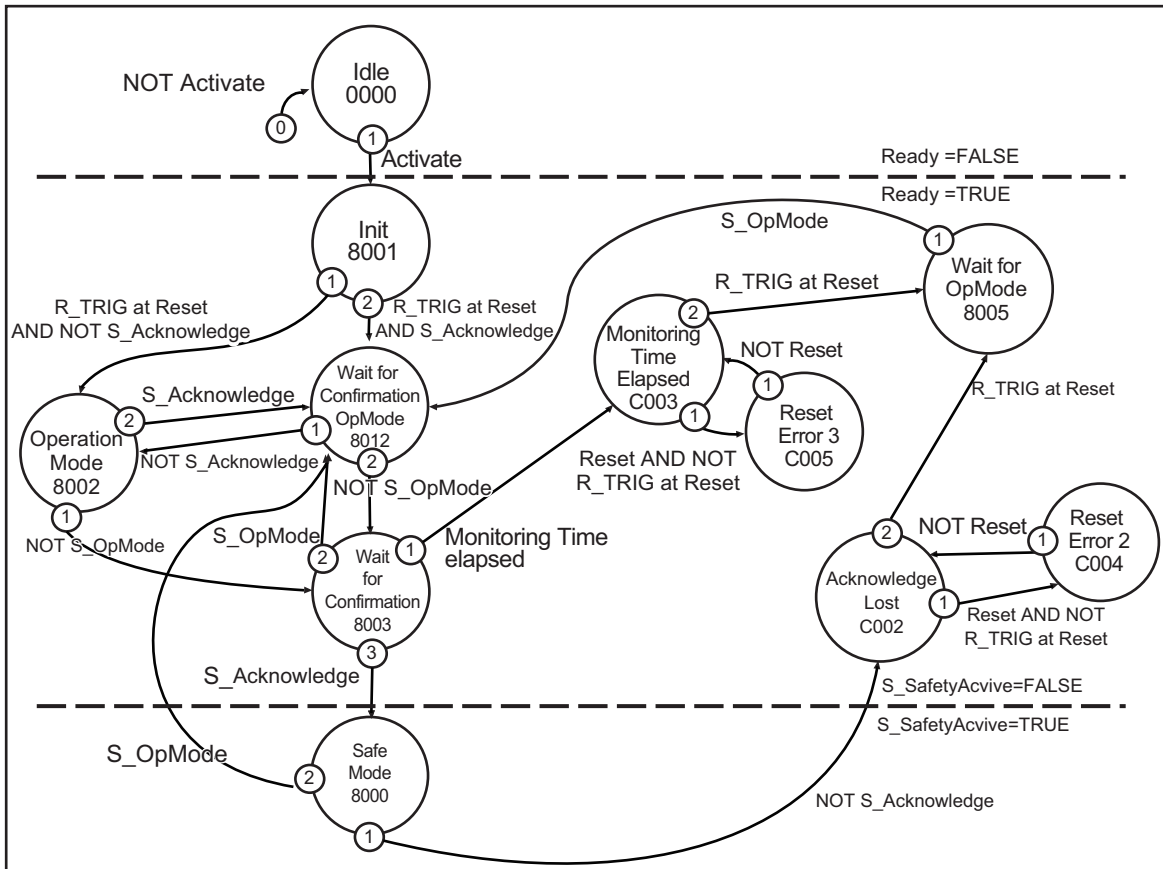 Idle
0000
NOT Activate
0
1
Activate
Ready =FALSE
Ready =TRUE
Init
8001
1
2
R_TRIG at Reset
AND NOT S_Acknowledge
R_TRIG at Reset
AND S_Acknowledge
S_OpMode
1
Wait for
OpMode
8005
R_TRIG at Reset
2
Monitoring
Time
Elapsed
C003
1
NOT Reset
1
Reset
Error 3
C005
Reset AND NOT
R_TRIG at Reset
R_TRIG at Reset
Wait for
Confirmation
OpMode
8012
1
2
S_Acknowledge
2
Operation
Mode
8002
1
NOT S_Acknowledge
NOT S_OpMode
NOT S_OpMode
S_OpMode
2
1
Wait
for
Confirmation
8003
3
Monitoring Time
elapsed
S_Acknowledge
2
Acknowledge
Lost
C002
1
NOT Reset
1
Reset
Error 2
C004
Reset AND NOT
R_TRIG at Reset
S_SafetyAcvive=FALSE
S_SafetyAcvive=TRUE
S_OpMode
2
Safe
Mode
8000
1
NOT S_Acknowledge